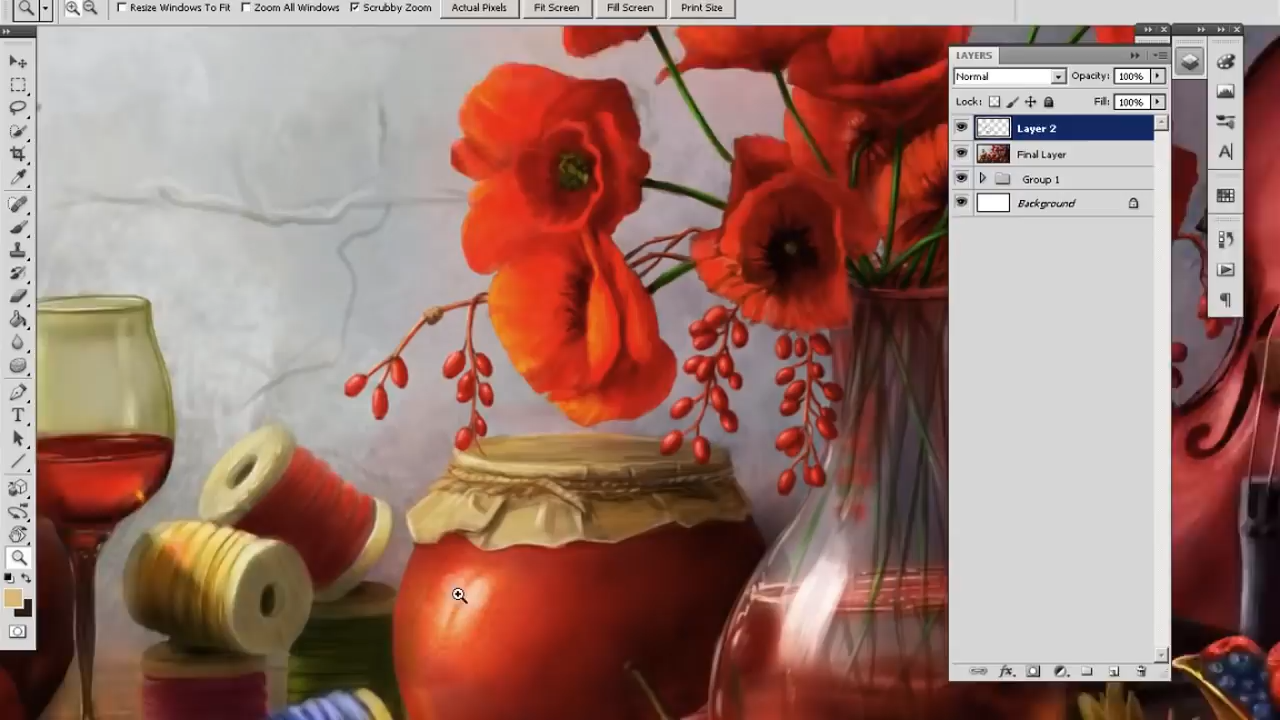 Resize Windows To Fit Zoom All Windows Scrubby Zoom Actual Pixels Fit Screen Fill Screen Print Size
LAYERS
Normal Opacity: 100%
Lock: Fill: 100%
Layer 2
Final Layer
Group 1
Background